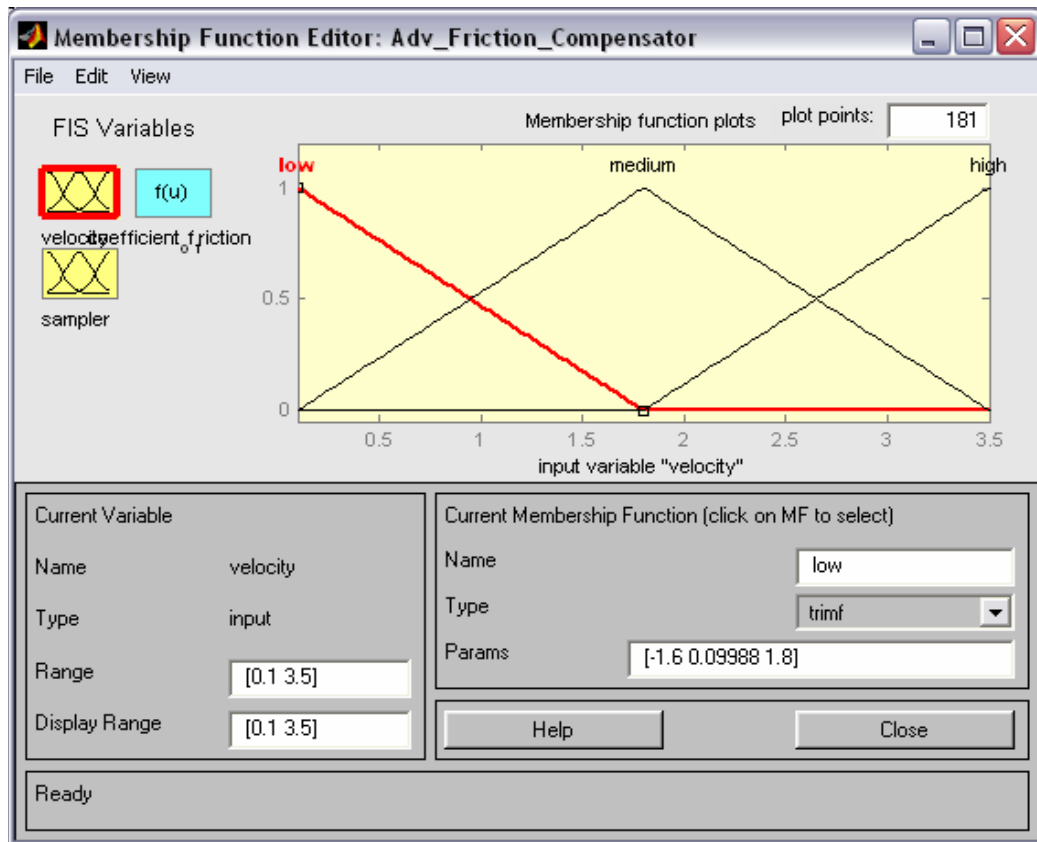 Membership Function Editor: Adv_Friction_Compensator
File Edit View
FIS Variables
Membership function plots plot points: 181
f(u)
velocity
coefficient_of_friction
sampler
low medium high
1
0.5
0
0.5 1 1.5 2 2.5 3 3.5
input variable "velocity"
Current Variable
Name velocity
Type input
Range [0.1 3.5]
Display Range [0.1 3.5]
Current Membership Function (click on MF to select)
Name low
Type trimf
Params [-1.6 0.09988 1.8]
Help Close
Ready